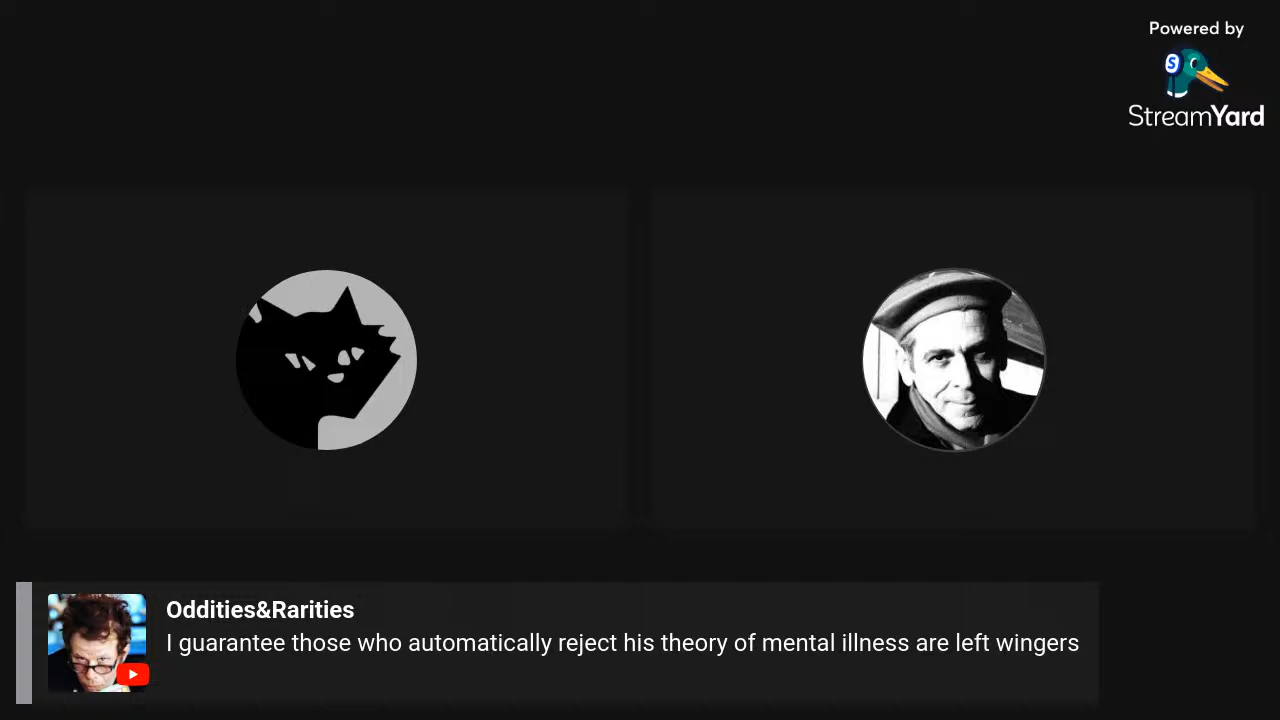 Powered by
S
StreamYard
Oddities&Rarities
I guarantee those who automatically reject his theory of mental illness are left wingers